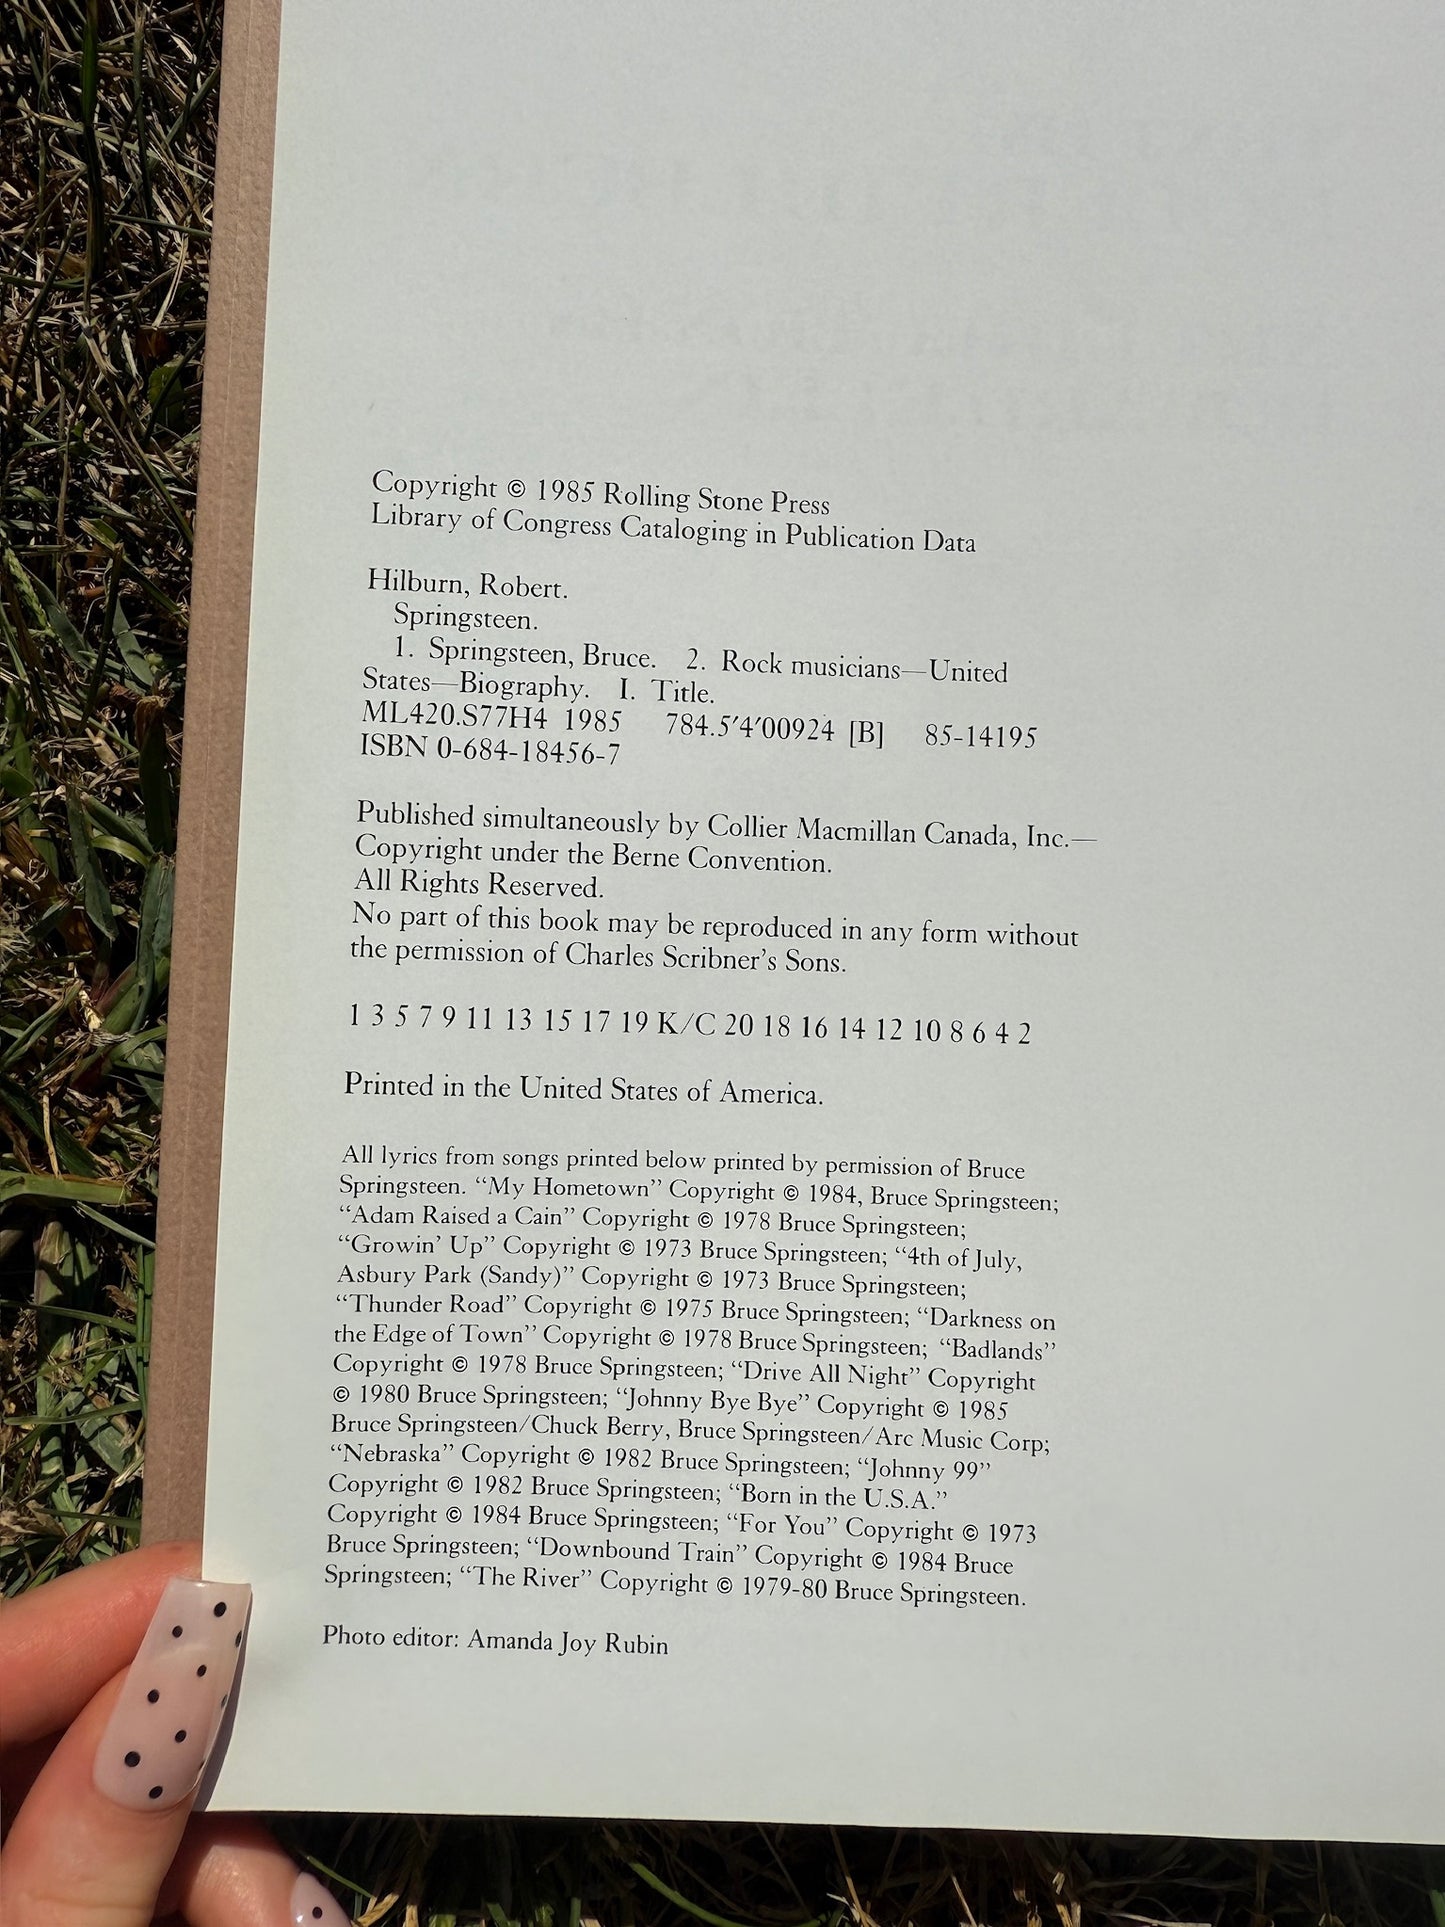 Copyright © 1985 Rolling Stone Press
Library of Congress Cataloging in Publication Data
Hilburn, Robert.
Springsteen.
1. Springsteen, Bruce. 2. Rock musicians—United
States—Biography. I. Title.
ML420.S77H4 1985 784.5′4′00924 [B] 85-14195
ISBN 0-684-18456-7
Published simultaneously by Collier Macmillan Canada, Inc.—
Copyright under the Berne Convention.
All Rights Reserved.
No part of this book may be reproduced in any form without
the permission of Charles Scribner’s Sons.
1 3 5 7 9 11 13 15 17 19 K/C 20 18 16 14 12 10 8 6 4 2
Printed in the United States of America.
All lyrics from songs printed below printed by permission of Bruce
Springsteen. “My Hometown” Copyright © 1984, Bruce Springsteen;
“Adam Raised a Cain” Copyright © 1978 Bruce Springsteen;
“Growin’ Up” Copyright © 1973 Bruce Springsteen; “4th of July,
Asbury Park (Sandy)” Copyright © 1973 Bruce Springsteen;
“Thunder Road” Copyright © 1975 Bruce Springsteen; “Darkness on
the Edge of Town” Copyright © 1978 Bruce Springsteen; “Badlands”
Copyright © 1978 Bruce Springsteen; “Drive All Night” Copyright
© 1980 Bruce Springsteen; “Johnny Bye Bye” Copyright © 1985
Bruce Springsteen/Chuck Berry, Bruce Springsteen/Arc Music Corp;
“Nebraska” Copyright © 1982 Bruce Springsteen; “Johnny 99”
Copyright © 1982 Bruce Springsteen; “Born in the U.S.A.”
Copyright © 1984 Bruce Springsteen; “For You” Copyright © 1973
Bruce Springsteen; “Downbound Train” Copyright © 1984 Bruce
Springsteen; “The River” Copyright © 1979-80 Bruce Springsteen.
Photo editor: Amanda Joy Rubin